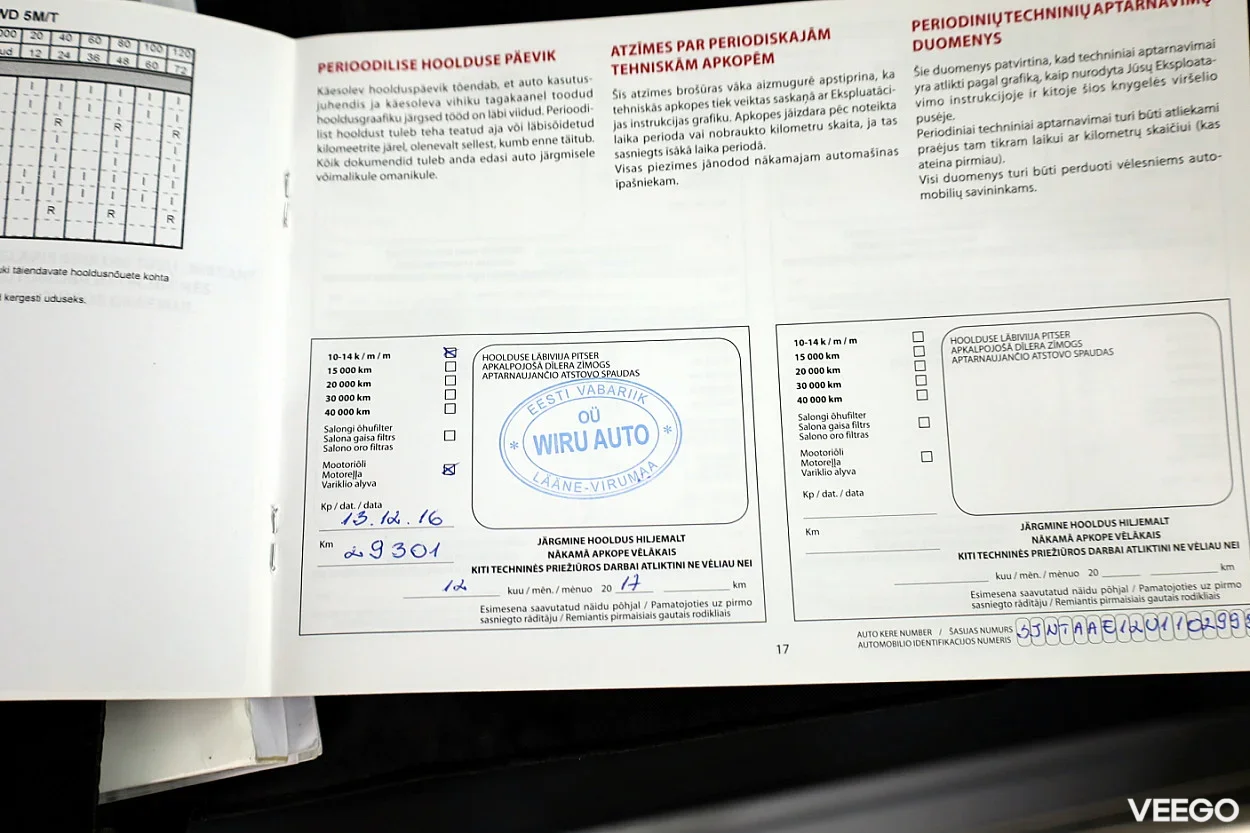 WD 5M/T
000 20 40 60 80 100 120
ud 12 24 36 48 60 72
I I I
I I I
R R R
I I I I I I
I I I
I I I I I I
R R R
uki täiendavate hooldusnõuete kohta
l kergesti uduseks.
PERIOODILISE HOOLDUSE PÄEVIK
Käesolev hoolduspäevik tõendab, et auto kasutus-
juhendis ja käesoleva vihiku tagakaanel toodud
hooldusgraafiku järgsed tööd on läbi viidud. Perioodi-
list hooldust tuleb teha teatud aja või läbisõidetud
kilomeetrite järel, olenevalt sellest, kumb enne täitub.
Kõik dokumendid tuleb anda edasi auto järgmisele
võimalikule omanikule.
ATZĪMES PAR PERIODISKAJĀM
TEHNISKĀM APKOPĒM
Šīs atzīmes brošūras vāka aizmugurē apstiprina, ka
tehniskās apkopes tiek veiktas saskaņā ar Ekspluatāci-
jas instrukcijas grafiku. Apkopes jāizdara pēc noteikta
laika perioda vai nobraukto kilometru skaita, ja tas
sasniegts īsākā laika periodā.
Visas piezīmes jānodod nākamajam automašīnas
īpašniekam.
PERIODINIŲ TECHNINIŲ APTARNAVIMŲ
DUOMENYS
Šie duomenys patvirtina, kad techniniai aptarnavimai
yra atlikti pagal grafiką, kaip nurodyta Jūsų Eksploata-
vimo instrukcijoje ir kitoje šios knygelės viršelio
pusėje.
Periodiniai techniniai aptarnavimai turi būti atliekami
praėjus tam tikram laikui ar kilometrų skaičiui (kas
ateina pirmiau).
Visi duomenys turi būti perduoti vėlesniems auto-
mobilių savininkams.
10-14 k / m / m
15 000 km
20 000 km
30 000 km
40 000 km
Salongi õhufilter
Salona gaisa filtrs
Salono oro filtras
Mootoriõli
Motoreļļa
Variklio alyva
Kp / dat. / data
13.12.16
Km 29301
HOOLDUSE LÄBIVIIJA PITSER
APKALPOJOŠĀ DĪLERA ZĪMOGS
APTARNAUJANČIO ATSTOVO SPAUDAS
EESTI VABARIIK
OÜ
* WIRU AUTO *
LÄÄNE-VIRUMAA
JÄRGMINE HOOLDUS HILJEMALT
NĀKAMĀ APKOPE VĒLĀKAIS
KITI TECHNINĖS PRIEŽIŪROS DARBAI ATLIKTINI NE VĖLIAU NEI
12 kuu / mēn. / mėnuo 20 17 km
Esimesena saavutatud näidu põhjal / Pamatojoties uz pirmo
sasniegto rādītāju / Remiantis pirmaisiais gautais rodikliais
10-14 k / m / m
15 000 km
20 000 km
30 000 km
40 000 km
Salongi õhufilter
Salona gaisa filtrs
Salono oro filtras
Mootoriõli
Motoreļļa
Variklio alyva
Kp / dat. / data
Km
HOOLDUSE LÄBIVIIJA PITSER
APKALPOJOŠĀ DĪLERA ZĪMOGS
APTARNAUJANČIO ATSTOVO SPAUDAS
JÄRGMINE HOOLDUS HILJEMALT
NĀKAMĀ APKOPE VĒLĀKAIS
KITI TECHNINĖS PRIEŽIŪROS DARBAI ATLIKTINI NE VĖLIAU NEI
kuu / mēn. / mėnuo 20 km
Esimesena saavutatud näidu põhjal / Pamatojoties uz pirmo
sasniegto rādītāju / Remiantis pirmaisiais gautais rodikliais
AUTO KERE NUMBER / ŠASIJAS NUMURS
AUTOMOBILIO IDENTIFIKACIJOS NUMERIS
SJNTAAE12U1102995
17
VEEGO